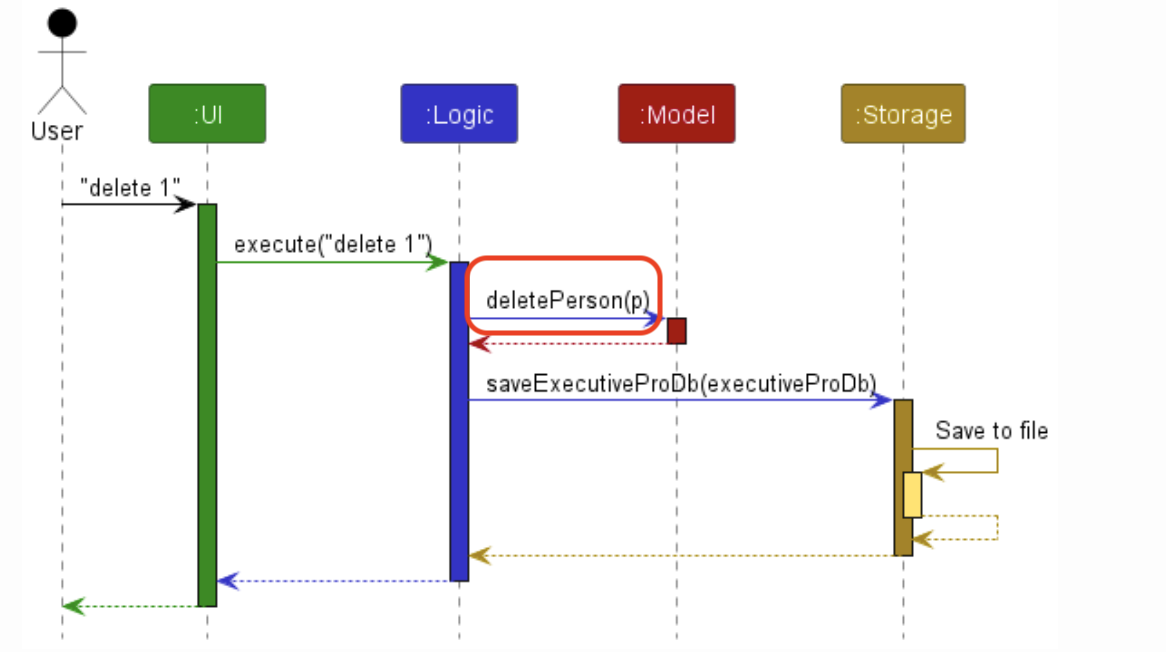 :UI
:Logic
:Model
:Storage
User
"delete 1"
execute("delete 1")
deletePerson(p)
saveExecutiveProDb(executiveProDb)
Save to file